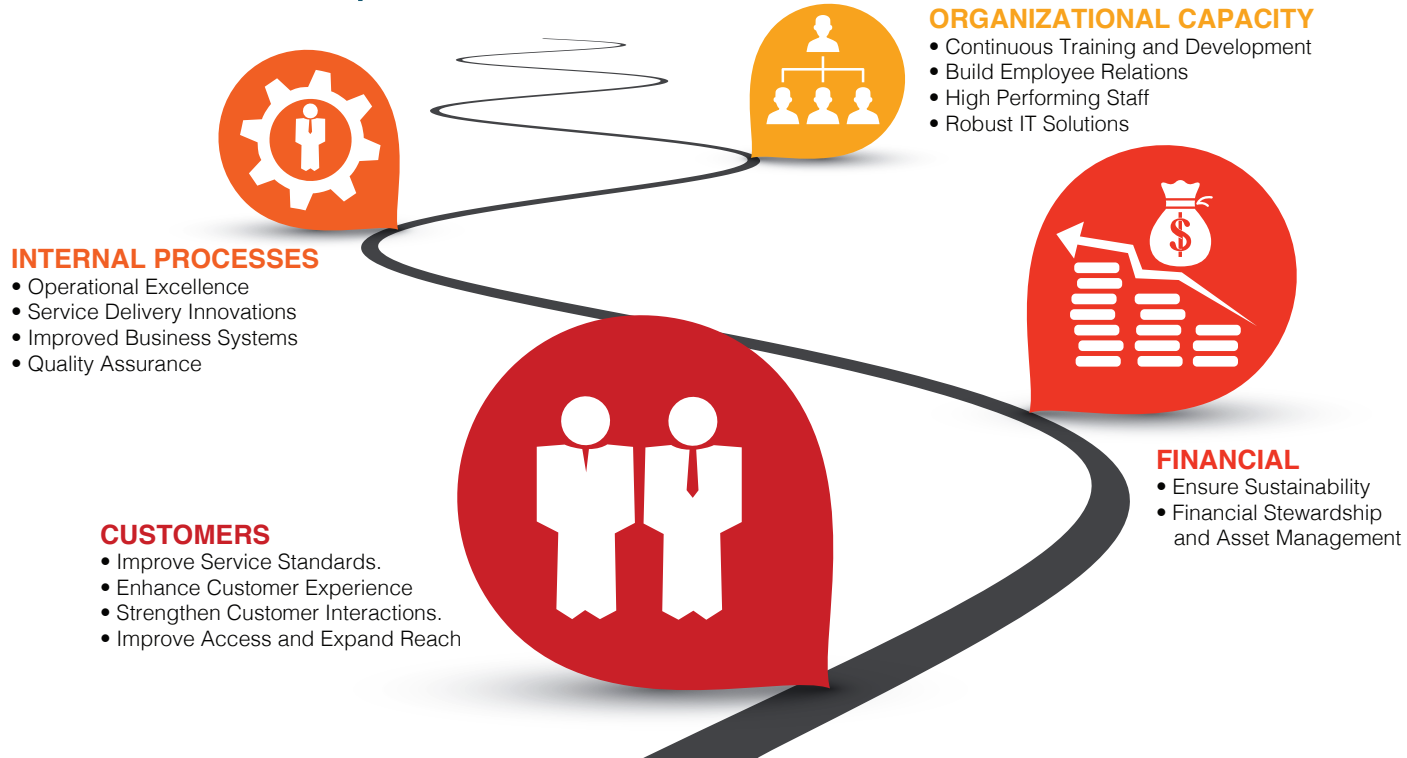 ORGANIZATIONAL CAPACITY
• Continuous Training and Development
• Build Employee Relations
• High Performing Staff
• Robust IT Solutions
INTERNAL PROCESSES
• Operational Excellence
• Service Delivery Innovations
• Improved Business Systems
• Quality Assurance
$
FINANCIAL
• Ensure Sustainability
• Financial Stewardship
and Asset Management
CUSTOMERS
• Improve Service Standards.
• Enhance Customer Experience
• Strengthen Customer Interactions.
• Improve Access and Expand Reach